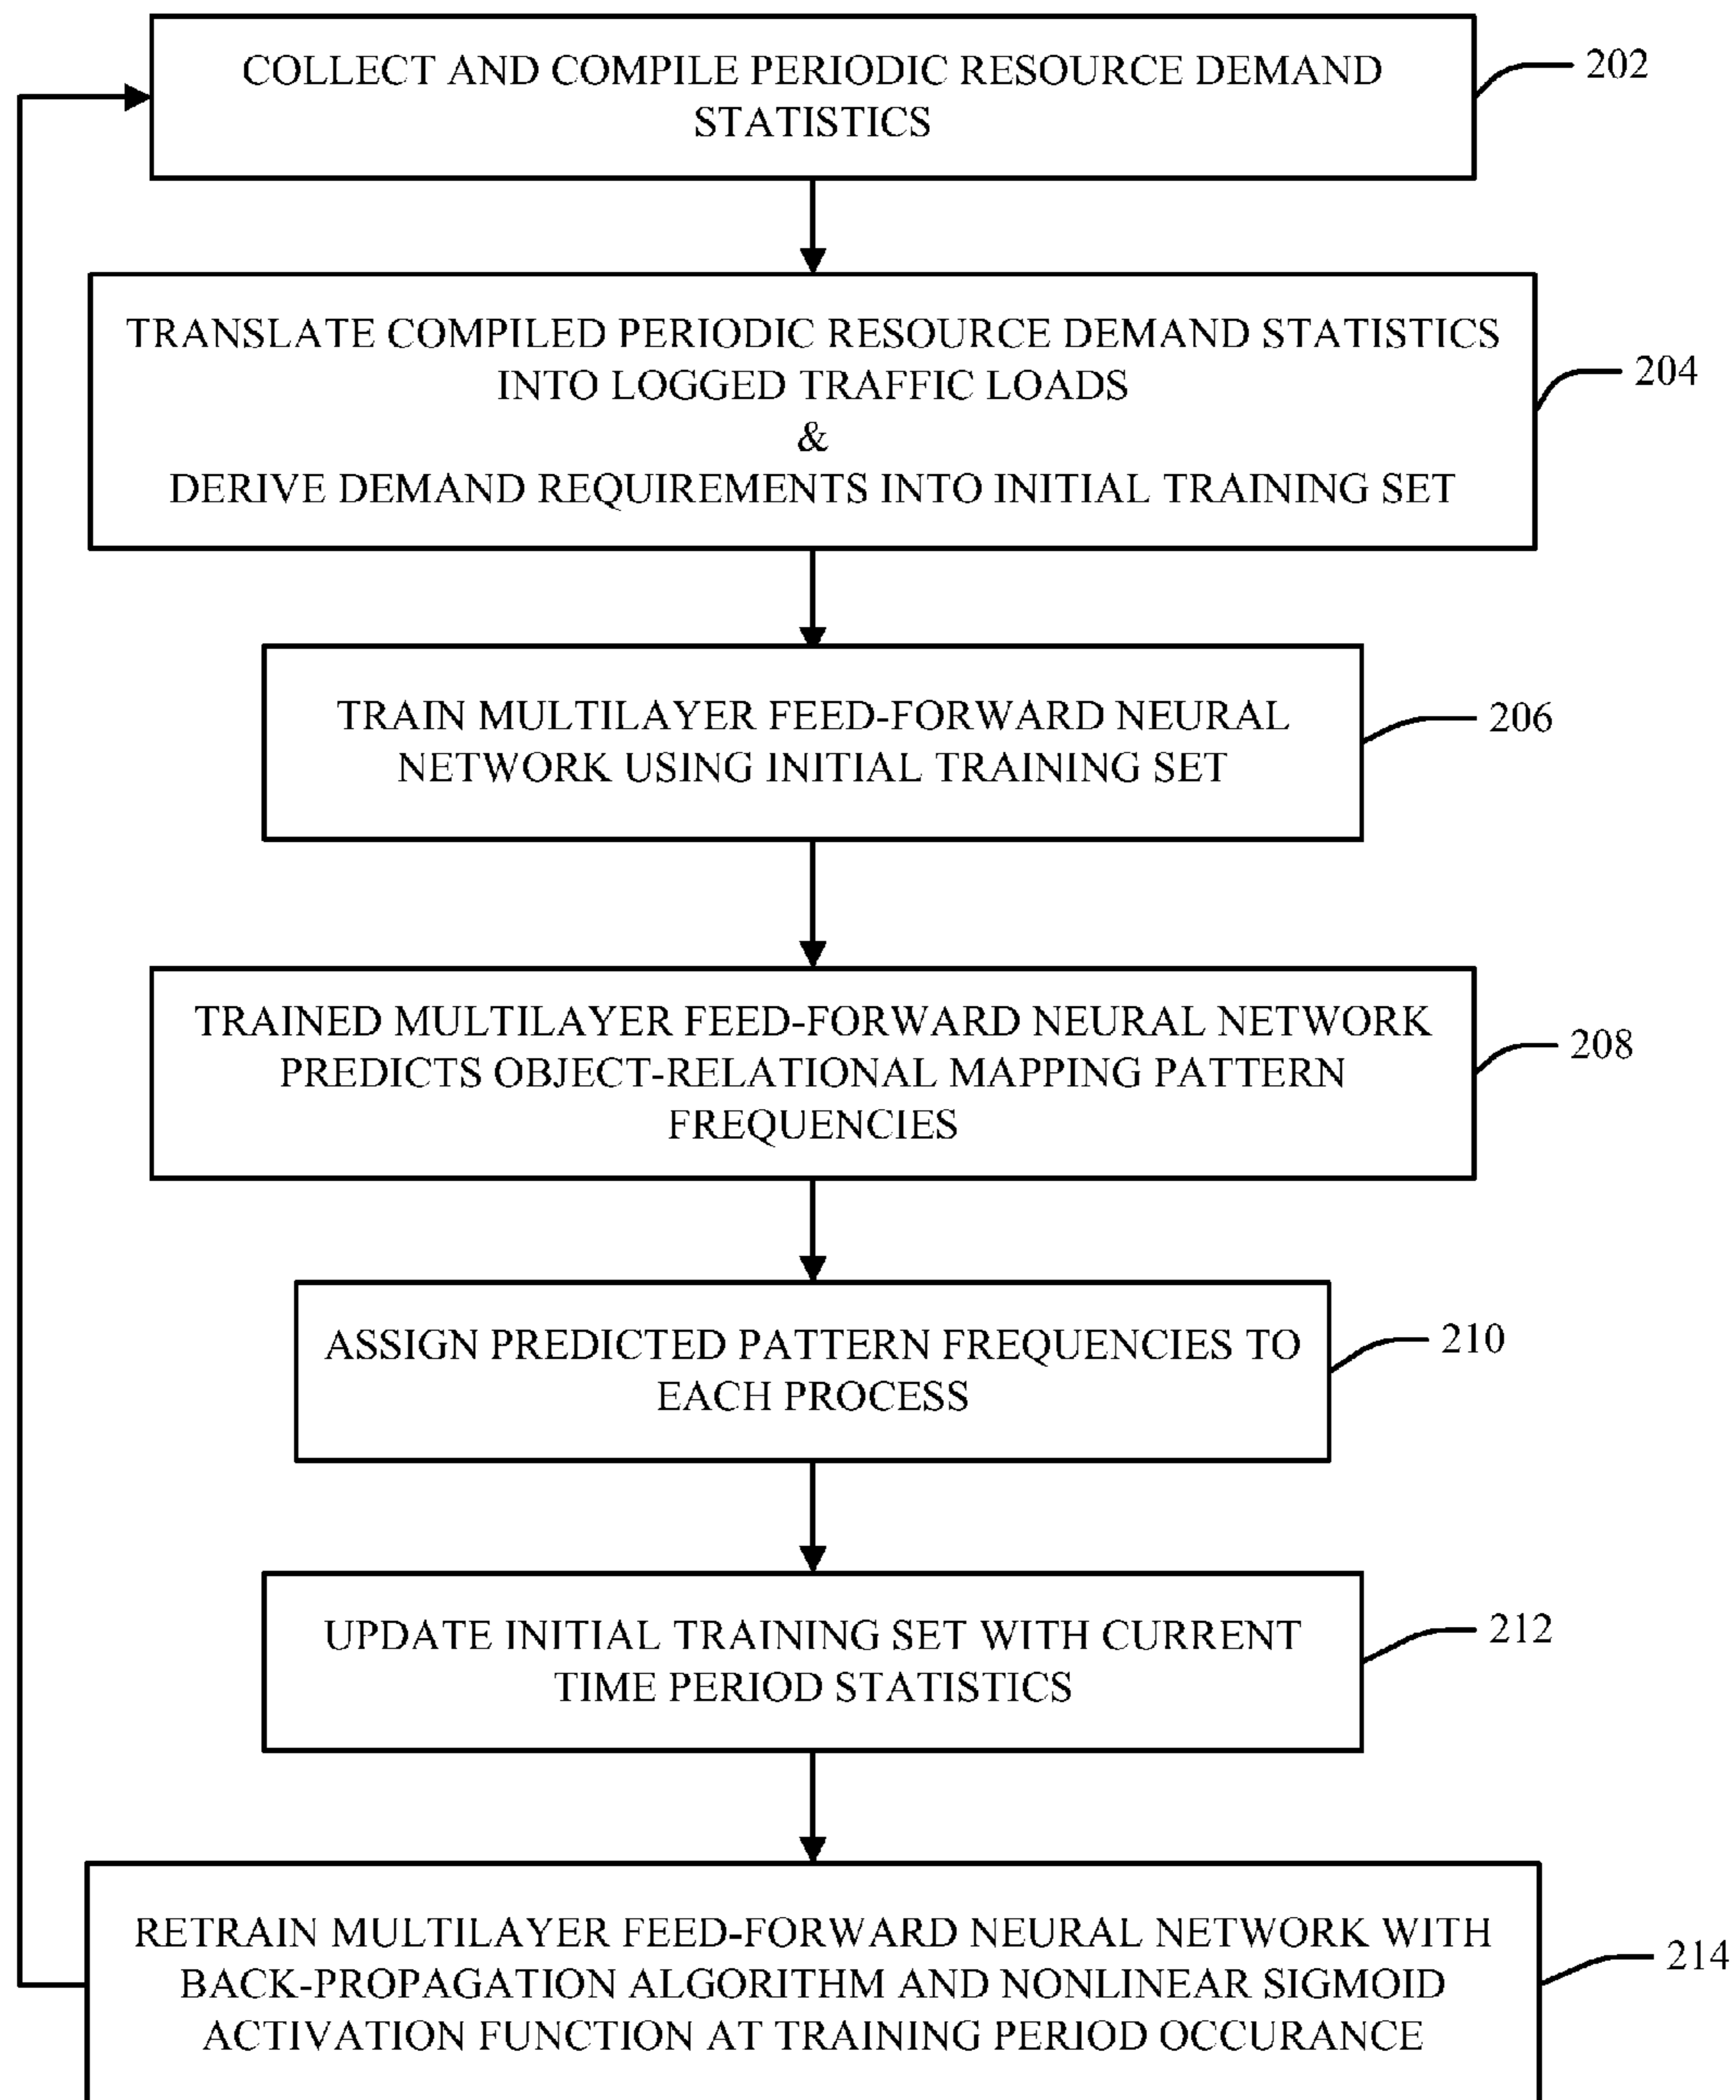 COLLECT AND COMPILE PERIODIC RESOURCE DEMAND
STATISTICS
202
TRANSLATE COMPILED PERIODIC RESOURCE DEMAND STATISTICS
INTO LOGGED TRAFFIC LOADS
&
DERIVE DEMAND REQUIREMENTS INTO INITIAL TRAINING SET
204
TRAIN MULTILAYER FEED-FORWARD NEURAL
NETWORK USING INITIAL TRAINING SET
206
TRAINED MULTILAYER FEED-FORWARD NEURAL NETWORK
PREDICTS OBJECT-RELATIONAL MAPPING PATTERN
FREQUENCIES
208
ASSIGN PREDICTED PATTERN FREQUENCIES TO
EACH PROCESS
210
UPDATE INITIAL TRAINING SET WITH CURRENT
TIME PERIOD STATISTICS
212
RETRAIN MULTILAYER FEED-FORWARD NEURAL NETWORK WITH
BACK-PROPAGATION ALGORITHM AND NONLINEAR SIGMOID
ACTIVATION FUNCTION AT TRAINING PERIOD OCCURANCE
214